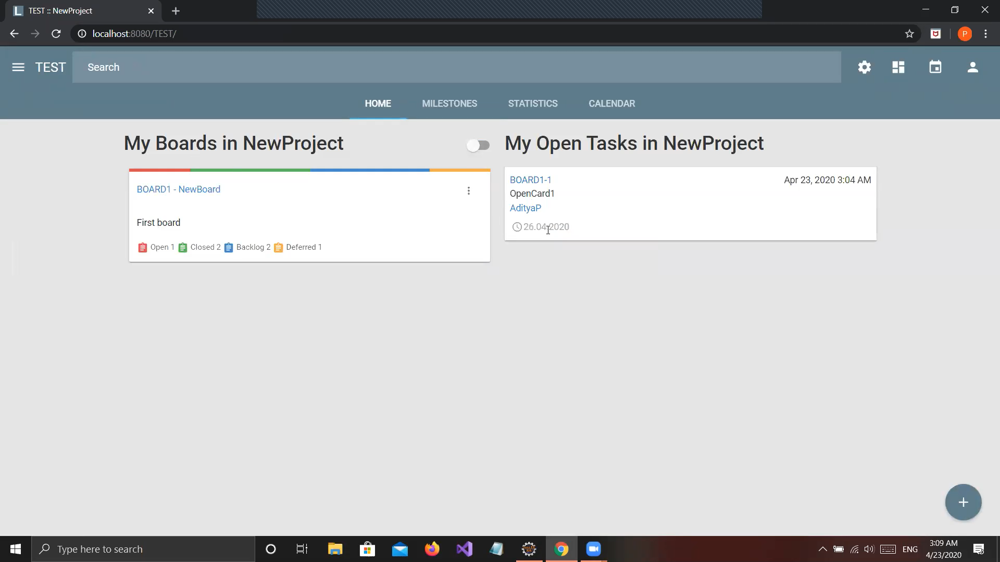 TEST :: NewProject
localhost:8080/TEST/
P
TEST
Search
HOME
MILESTONES
STATISTICS
CALENDAR
My Boards in NewProject
BOARD1 - NewBoard
First board
Open 1
Closed 2
Backlog 2
Deferred 1
My Open Tasks in NewProject
BOARD1-1
Apr 23, 2020 3:04 AM
OpenCard1
AdityaP
26.04.2020
Type here to search
ENG
3:09 AM
4/23/2020